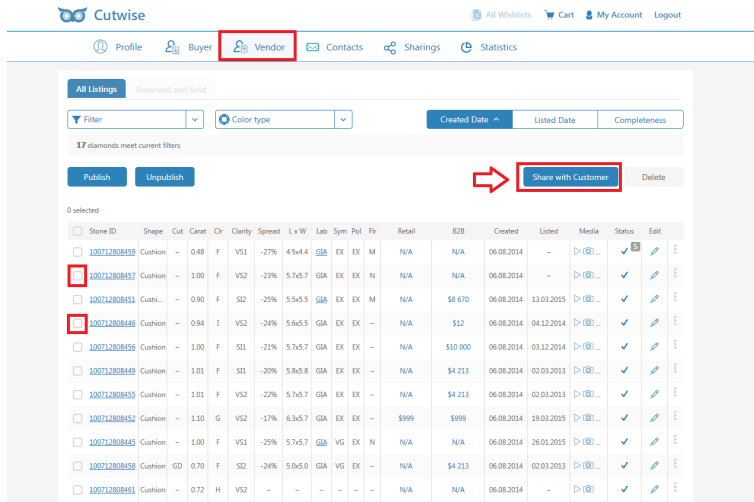 Cutwise
All Wishlists Cart My Account Logout
Profile Buyer Vendor Contacts Sharings Statistics
All Listings Reserved and Sold
Filter Color type Created Date Listed Date Completeness
17 diamonds meet current filters
Publish Unpublish Share with Customer Delete
0 selected
Stone ID Shape Cut Carat Clr Clarity Spread L x W Lab Sym Pol Flr Retail B2B Created Listed Media Status Edit
100712808459 Cushion – 0.48 F VS1 -27% 4.5x4.4 GIA EX EX M N/A N/A 06.08.2014 – ... S
100712808457 Cushion – 1.00 F VS2 -23% 5.7x5.7 GIA EX EX N N/A N/A 06.08.2014 – ...
100712808451 Cushi... – 0.90 F SI2 -25% 5.5x5.5 GIA EX EX M N/A $8 670 06.08.2014 13.03.2015 ...
100712808446 Cushion – 0.94 I VS2 -24% 5.6x5.5 GIA EX EX – N/A $12 06.08.2014 04.12.2014 ...
100712808456 Cushion – 1.00 F SI1 -21% 5.7x5.7 GIA EX EX – N/A $10 000 06.08.2014 03.12.2014 ...
100712808449 Cushion – 1.01 F SI1 -20% 5.8x5.8 GIA EX EX – N/A $4 213 06.08.2014 02.03.2013 ...
100712808455 Cushion – 1.01 F VS2 -22% 5.7x5.7 GIA EX EX – N/A $4 213 06.08.2014 02.03.2013 ...
100712808452 Cushion – 1.10 G VS2 -17% 6.3x5.7 GIA EX EX – $999 $999 06.08.2014 19.03.2015 ...
100712808445 Cushion – 1.00 F VS1 -25% 5.7x5.7 GIA VG EX N N/A N/A 06.08.2014 26.01.2015 ...
100712808458 Cushion GD 0.70 F SI2 -24% 5.0x5.0 GIA VG EX – N/A $4 213 06.08.2014 02.03.2013 ...
100712808461 Cushion – 0.72 H VS2 – – – – – – N/A N/A 06.08.2014 – ...